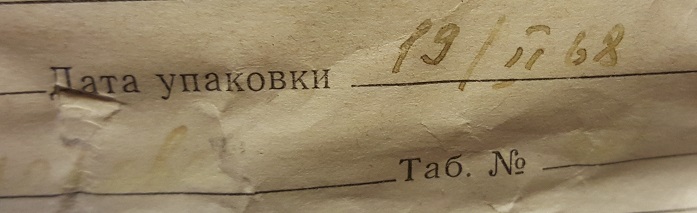 Дата упаковки 19/II 68
Таб. №